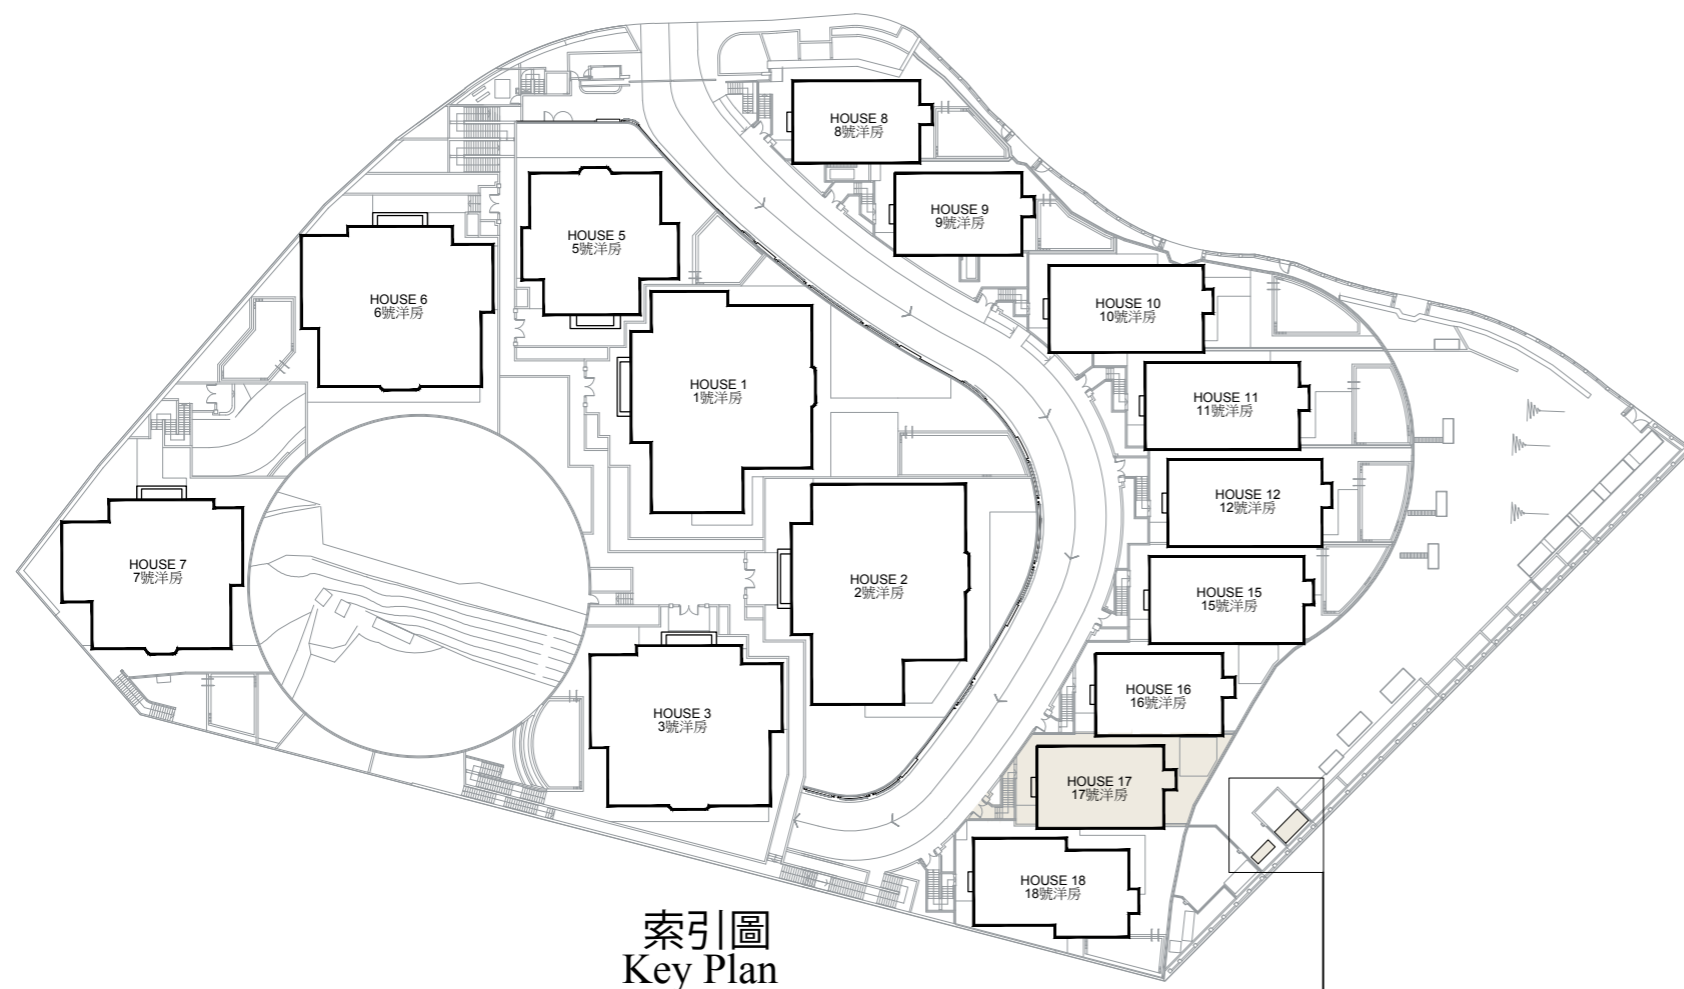 HOUSE 8
8號洋房
HOUSE 9
9號洋房
HOUSE 5
5號洋房
HOUSE 6
6號洋房
HOUSE 10
10號洋房
HOUSE 1
1號洋房
HOUSE 11
11號洋房
HOUSE 12
12號洋房
HOUSE 7
7號洋房
HOUSE 2
2號洋房
HOUSE 15
15號洋房
HOUSE 16
16號洋房
HOUSE 3
3號洋房
HOUSE 17
17號洋房
HOUSE 18
18號洋房
索引圖
Key Plan